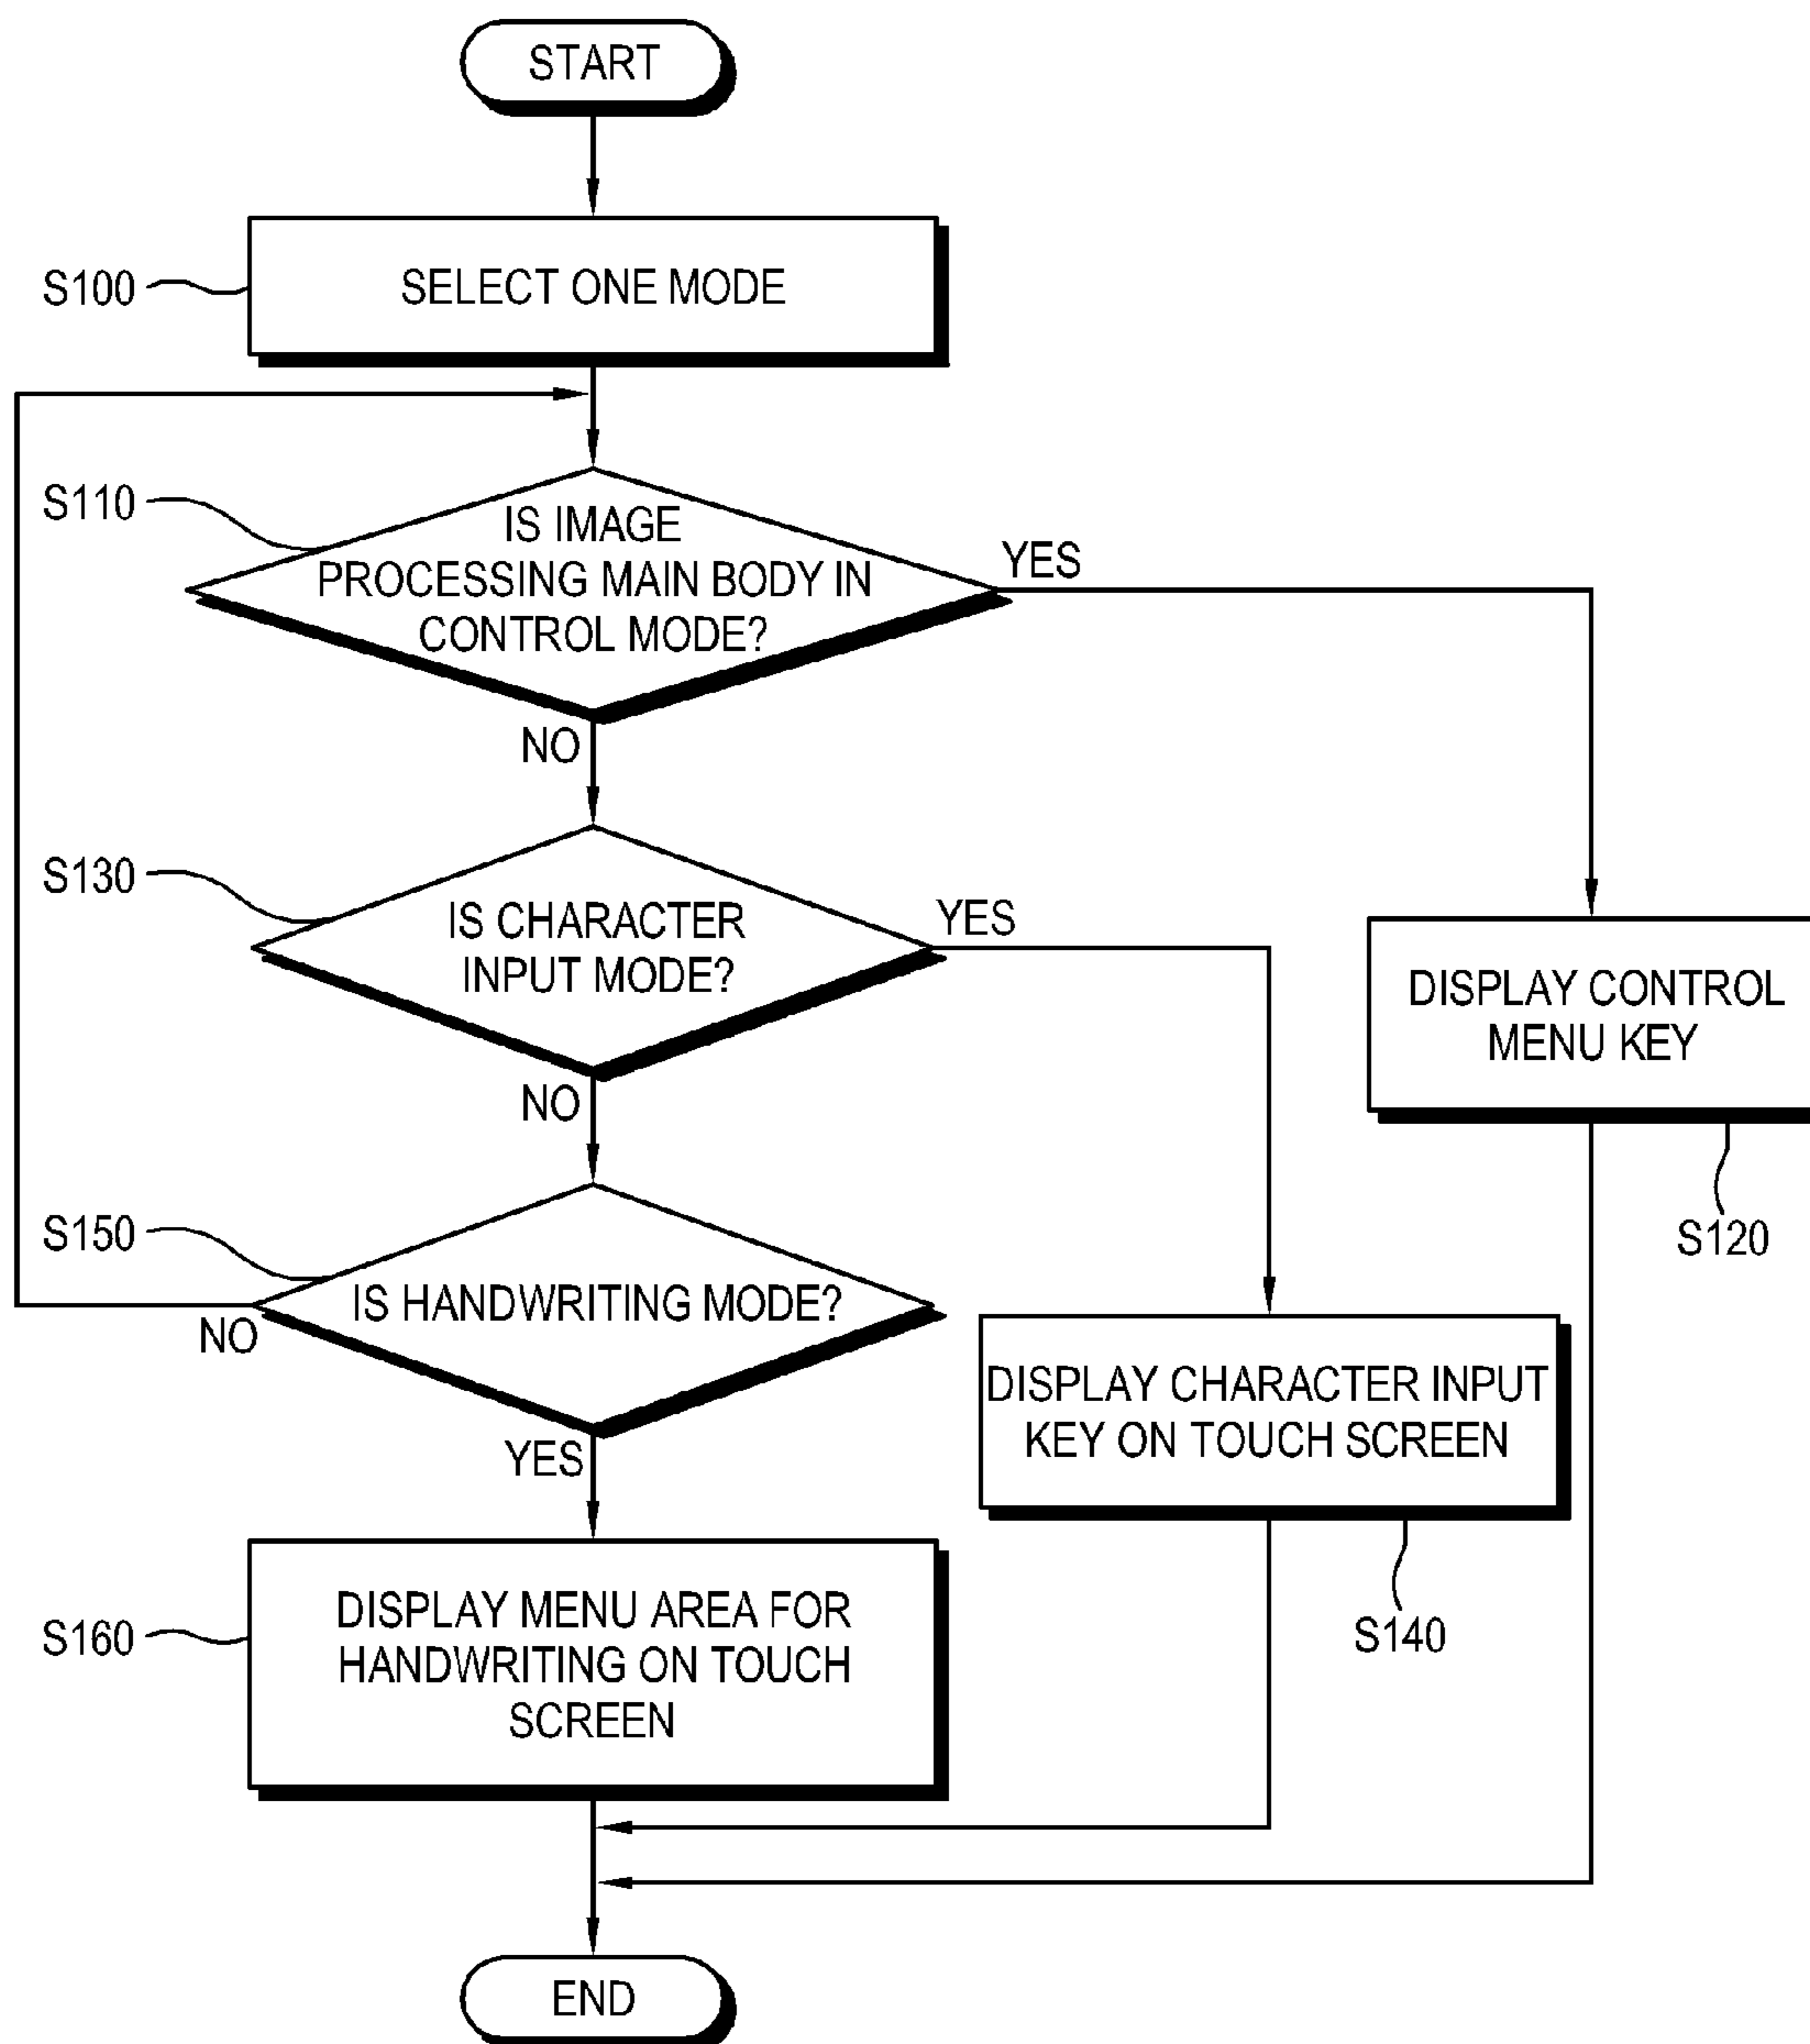 START
S100
SELECT ONE MODE
S110
IS IMAGE
PROCESSING MAIN BODY IN
CONTROL MODE?
YES
NO
S130
IS CHARACTER
INPUT MODE?
YES
NO
DISPLAY CONTROL
MENU KEY
S120
S150
IS HANDWRITING MODE?
NO
YES
DISPLAY CHARACTER INPUT
KEY ON TOUCH SCREEN
S140
S160
DISPLAY MENU AREA FOR
HANDWRITING ON TOUCH
SCREEN
END